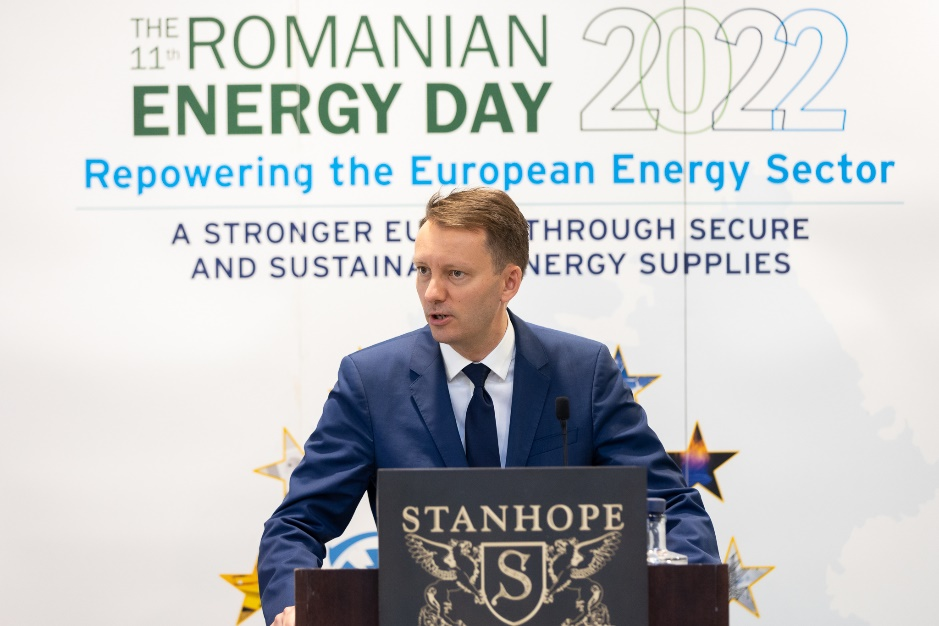 THE
11th
ROMANIAN
ENERGY DAY
2022
Repowering the European Energy Sector
A STRONGER EU THROUGH SECURE
AND SUSTAINA NERGY SUPPLIES
STANHOPE
S